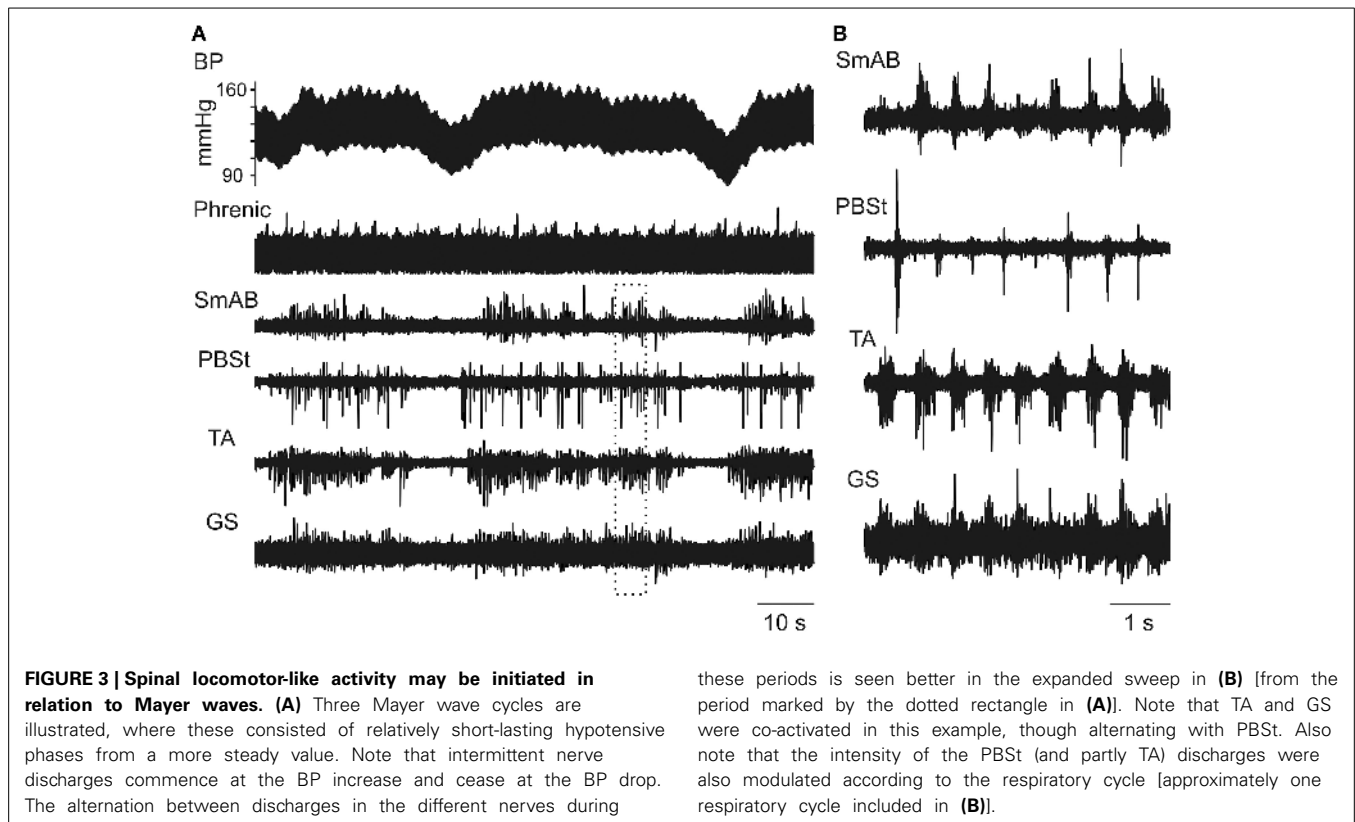 A
BP
160
mmHg
90
Phrenic
SmAB
PBSt
TA
GS
10 s
B
SmAB
PBSt
TA
GS
1 s
FIGURE 3 | Spinal locomotor-like activity may be initiated in
relation to Mayer waves. (A) Three Mayer wave cycles are
illustrated, where these consisted of relatively short-lasting hypotensive
phases from a more steady value. Note that intermittent nerve
discharges commence at the BP increase and cease at the BP drop.
The alternation between discharges in the different nerves during
these periods is seen better in the expanded sweep in (B) [from the
period marked by the dotted rectangle in (A)]. Note that TA and GS
were co-activated in this example, though alternating with PBSt. Also
note that the intensity of the PBSt (and partly TA) discharges were
also modulated according to the respiratory cycle [approximately one
respiratory cycle included in (B)].